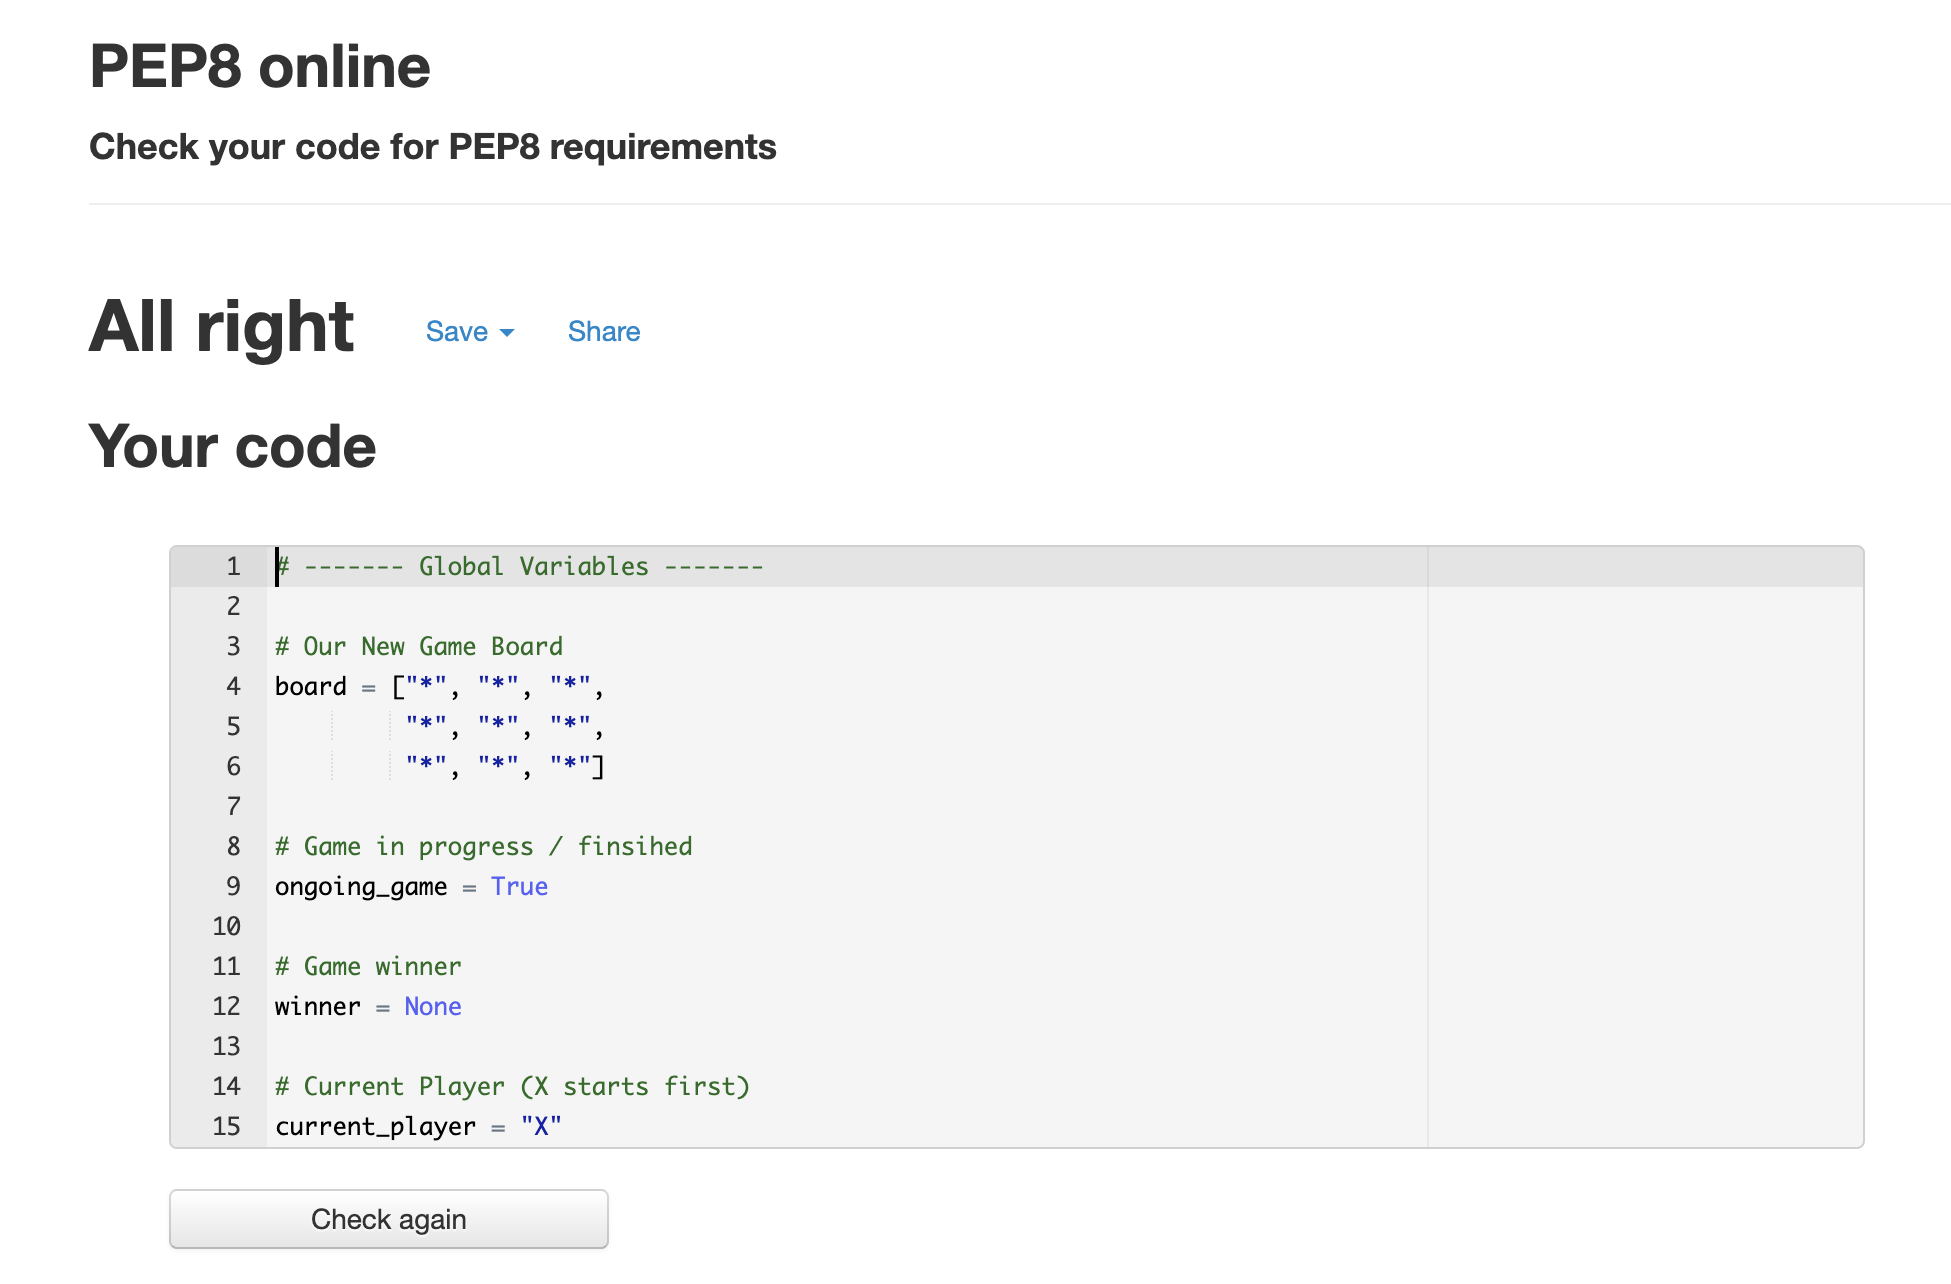 PEP8 online
Check your code for PEP8 requirements
All right Save Share
Your code
1 # ------- Global Variables -------
2
3 # Our New Game Board
4 board = ["*", "*", "*",
5 "*", "*", "*",
6 "*", "*", "*"]
7
8 # Game in progress / finsihed
9 ongoing_game = True
10
11 # Game winner
12 winner = None
13
14 # Current Player (X starts first)
15 current_player = "X"
Check again